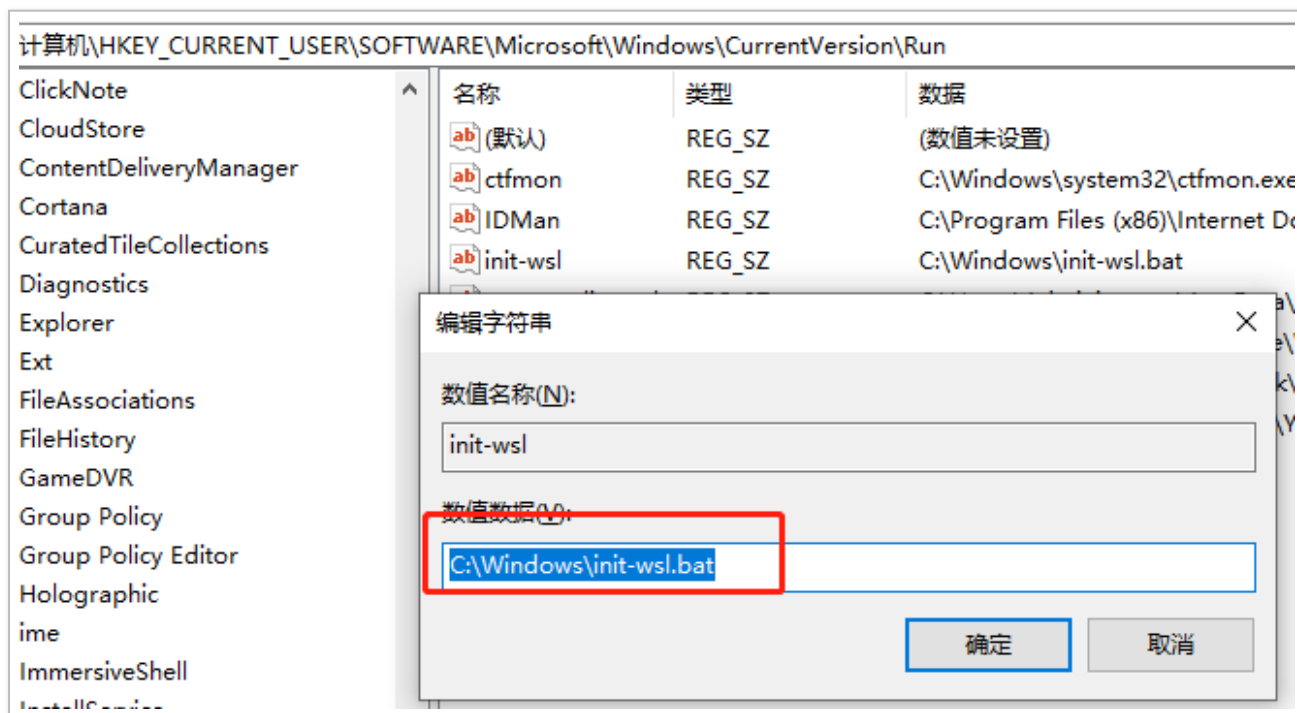 计算机\HKEY_CURRENT_USER\SOFTWARE\Microsoft\Windows\CurrentVersion\Run
ClickNote
CloudStore
ContentDeliveryManager
Cortana
CuratedTileCollections
Diagnostics
Explorer
Ext
FileAssociations
FileHistory
GameDVR
Group Policy
Group Policy Editor
Holographic
ime
ImmersiveShell
名称 类型 数据
(默认) REG_SZ (数值未设置)
ctfmon REG_SZ C:\Windows\system32\ctfmon.exe
IDMan REG_SZ C:\Program Files (x86)\Internet
init-wsl REG_SZ C:\Windows\init-wsl.bat
编辑字符串
数值名称(N):
init-wsl
数值数据(V):
C:\Windows\init-wsl.bat
确定 取消